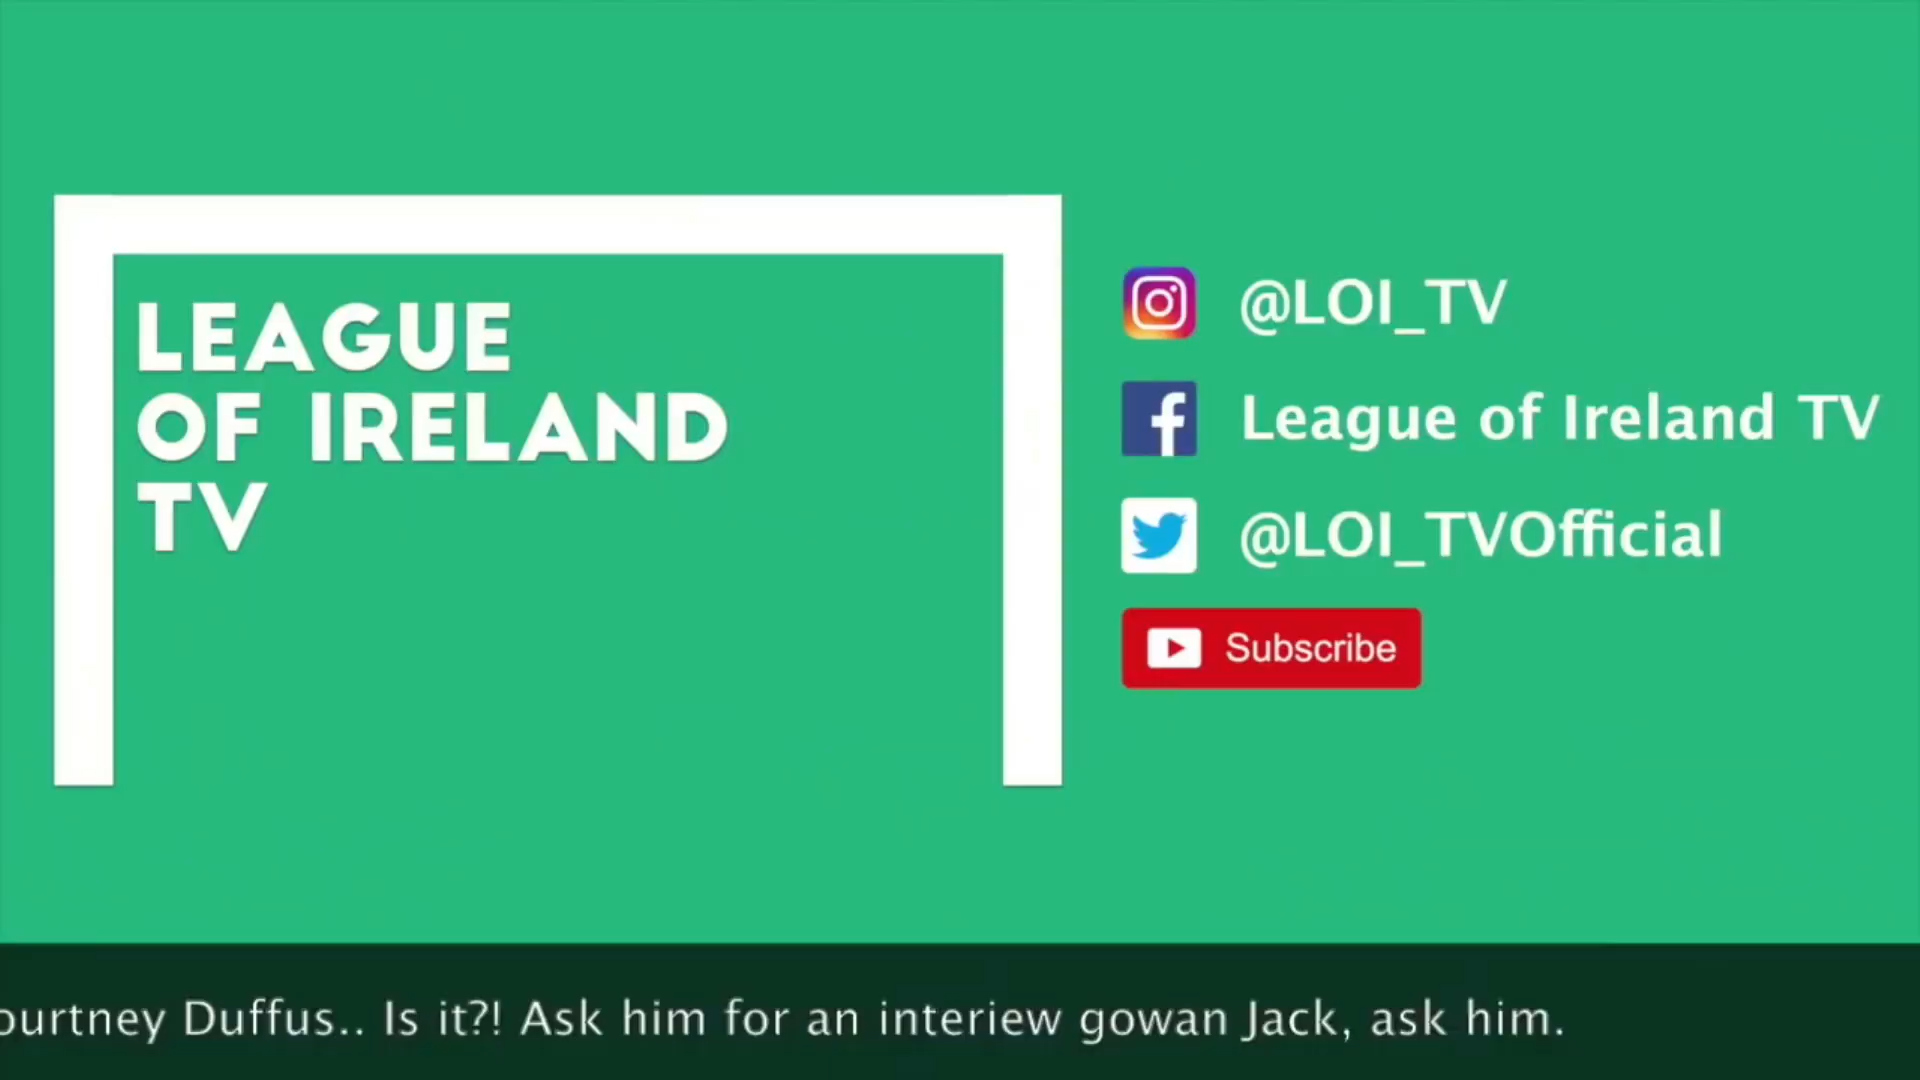 LEAGUE
OF IRELAND
TV
@LOI_TV
League of Ireland TV
@LOI_TVOfficial
Subscribe
ourtney Duffus.. Is it?! Ask him for an interiew gowan Jack, ask him.